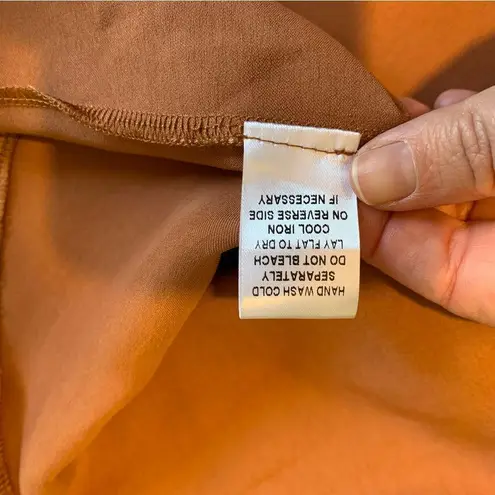 HAND WASH COLD
SEPARATELY
DO NOT BLEACH
LAY FLAT TO DRY
COOL IRON
ON REVERSE SIDE
IF NECESSARY